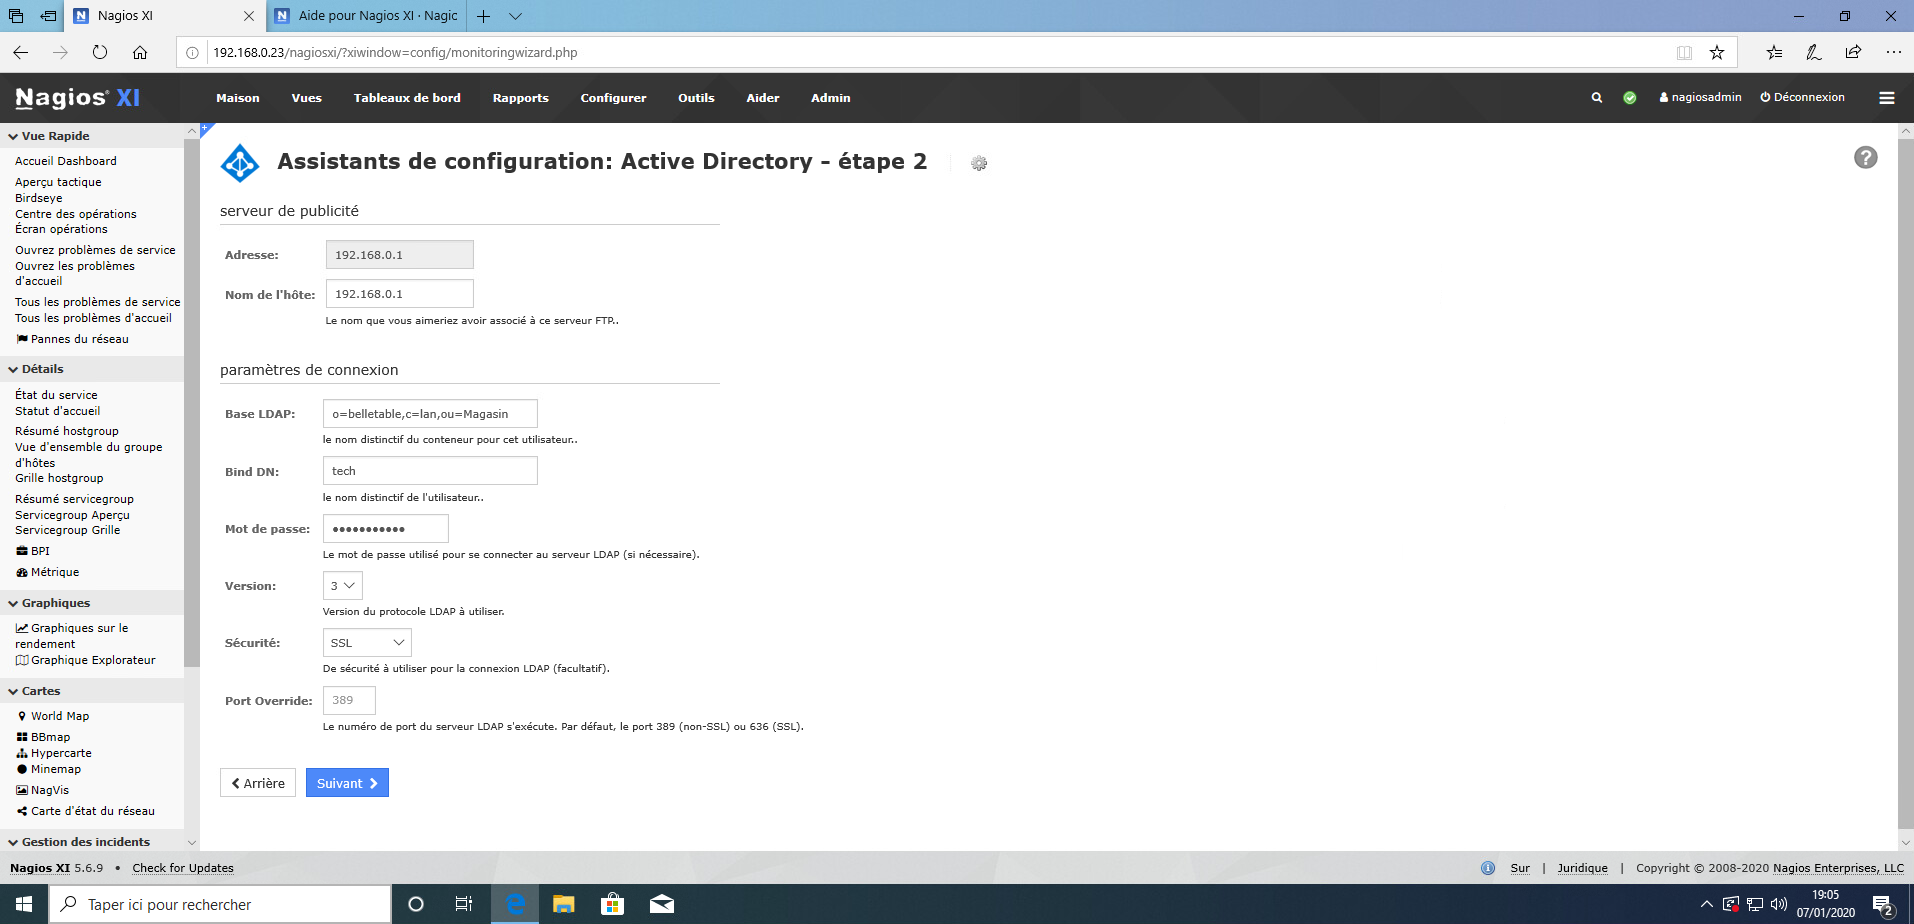 Nagios XI
Aide pour Nagios XI · Nagic
192.168.0.23/nagiosxi/?xiwindow=config/monitoringwizard.php
Nagios® XI
Maison
Vues
Tableaux de bord
Rapports
Configurer
Outils
Aider
Admin
nagiosadmin
Déconnexion
Vue Rapide
Accueil Dashboard
Aperçu tactique
Birdseye
Centre des opérations
Écran opérations
Ouvrez problèmes de service
Ouvrez les problèmes
d'accueil
Tous les problèmes de service
Tous les problèmes d'accueil
Pannes du réseau
Détails
État du service
Statut d'accueil
Résumé hostgroup
Vue d'ensemble du groupe
d'hôtes
Grille hostgroup
Résumé servicegroup
Servicegroup Aperçu
Servicegroup Grille
BPI
Métrique
Graphiques
Graphiques sur le
rendement
Graphique Explorateur
Cartes
World Map
BBmap
Hypercarte
Minemap
NagVis
Carte d'état du réseau
Gestion des incidents
Assistants de configuration: Active Directory - étape 2
?
serveur de publicité
Adresse:
192.168.0.1
Nom de l'hôte:
192.168.0.1
Le nom que vous aimeriez avoir associé à ce serveur FTP..
paramètres de connexion
Base LDAP:
o=belletable,c=lan,ou=Magasin
le nom distinctif du conteneur pour cet utilisateur..
Bind DN:
tech
le nom distinctif de l'utilisateur..
Mot de passe:
•••••••••••
Le mot de passe utilisé pour se connecter au serveur LDAP (si nécessaire).
Version:
3
Version du protocole LDAP à utiliser.
Sécurité:
SSL
De sécurité à utiliser pour la connexion LDAP (facultatif).
Port Override:
389
Le numéro de port du serveur LDAP s'exécute. Par défaut, le port 389 (non-SSL) ou 636 (SSL).
Arrière
Suivant
Nagios XI 5.6.9 • Check for Updates
Sur | Juridique | Copyright © 2008-2020 Nagios Enterprises, LLC
Taper ici pour rechercher
19:05
07/01/2020
2